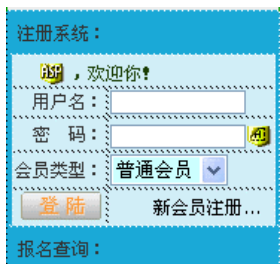 注册系统：
ASP ，欢迎你！
用户名：
密 码：
会员类型： 普通会员
登 陆 新会员注册...
报名查询：